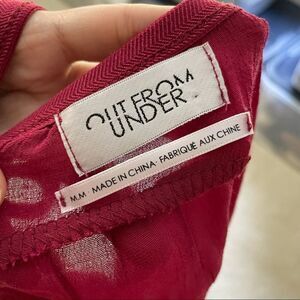 OUT FROM
UNDER
M.M MADE IN CHINA· FABRIQUE AUX CHINE